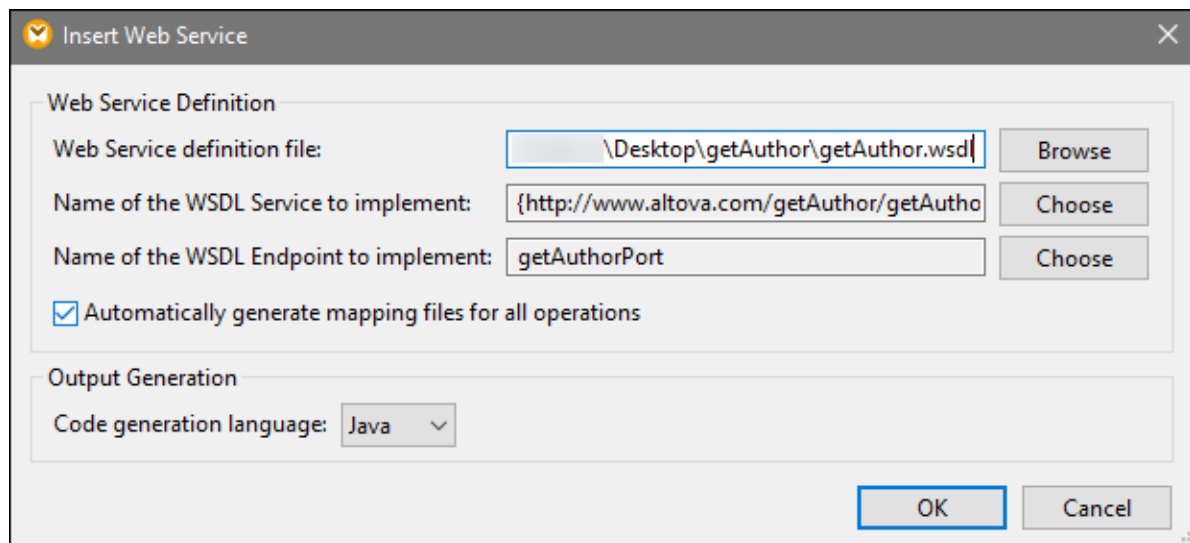 Insert Web Service
Web Service Definition
Web Service definition file: \Desktop\getAuthor\getAuthor.wsdl Browse
Name of the WSDL Service to implement: {http://www.altova.com/getAuthor/getAutho Choose
Name of the WSDL Endpoint to implement: getAuthorPort Choose
Automatically generate mapping files for all operations
Output Generation
Code generation language: Java
OK Cancel